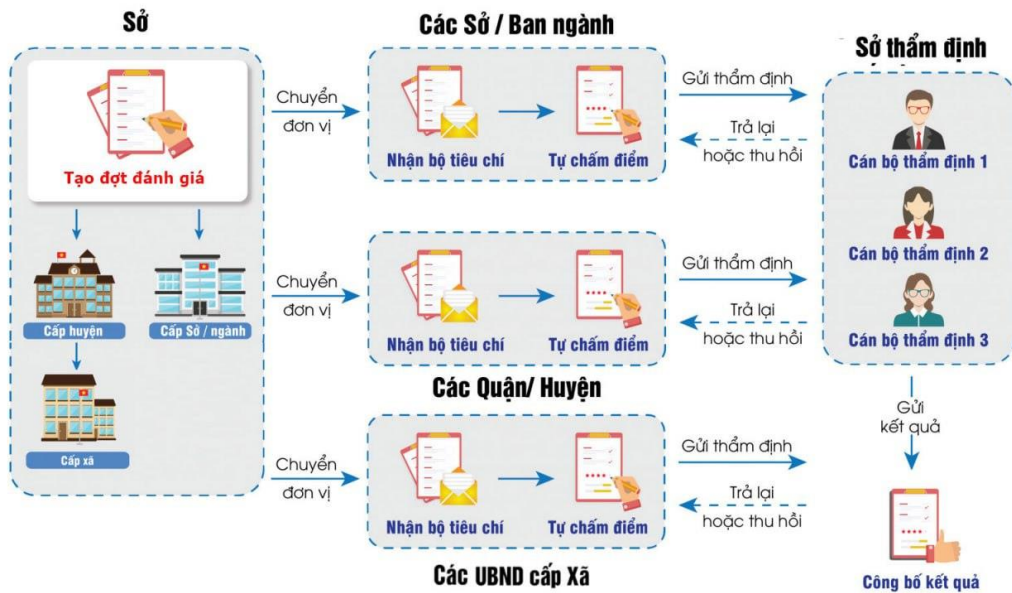 Sở
Tạo đợt đánh giá
Cấp huyện
Cấp Sở / ngành
Cấp xã
Chuyển
đơn vị
Chuyển
đơn vị
Chuyển
đơn vị
Các Sở / Ban ngành
Nhận bộ tiêu chí
Tự chấm điểm
Nhận bộ tiêu chí
Tự chấm điểm
Các Quận/ Huyện
Nhận bộ tiêu chí
Tự chấm điểm
Các UBND cấp Xã
Gửi thẩm định
Trả lại
hoặc thu hồi
Gửi thẩm định
Trả lại
hoặc thu hồi
Gửi thẩm định
Trả lại
hoặc thu hồi
Sở thẩm định
Cán bộ thẩm định 1
Cán bộ thẩm định 2
Cán bộ thẩm định 3
Gửi
kết quả
Công bố kết quả